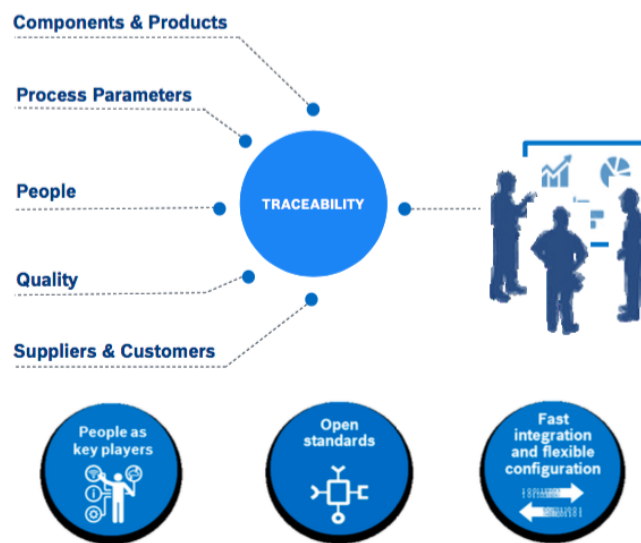 Components & Products
Process Parameters
People
TRACEABILITY
Quality
Suppliers & Customers
People as
key players
Open
standards
Fast
integration
and flexible
configuration